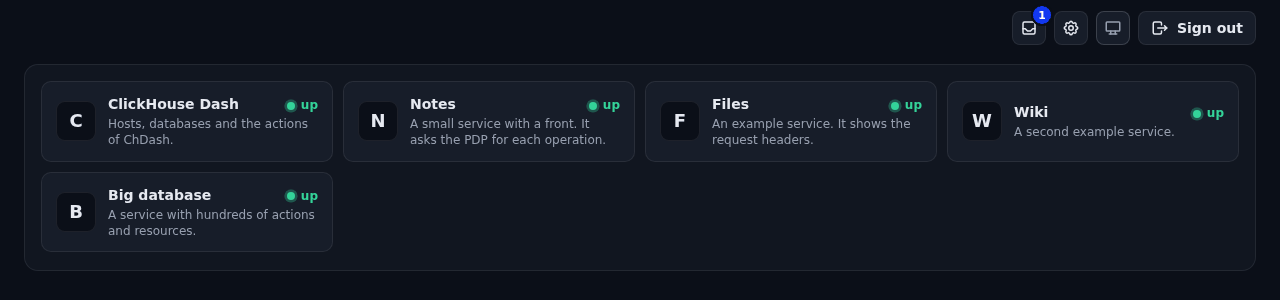 1
Sign out
C
ClickHouse Dash
up
Hosts, databases and the actions
of ChDash.
N
Notes
up
A small service with a front. It
asks the PDP for each operation.
F
Files
up
An example service. It shows the
request headers.
W
Wiki
up
A second example service.
B
Big database
up
A service with hundreds of actions
and resources.